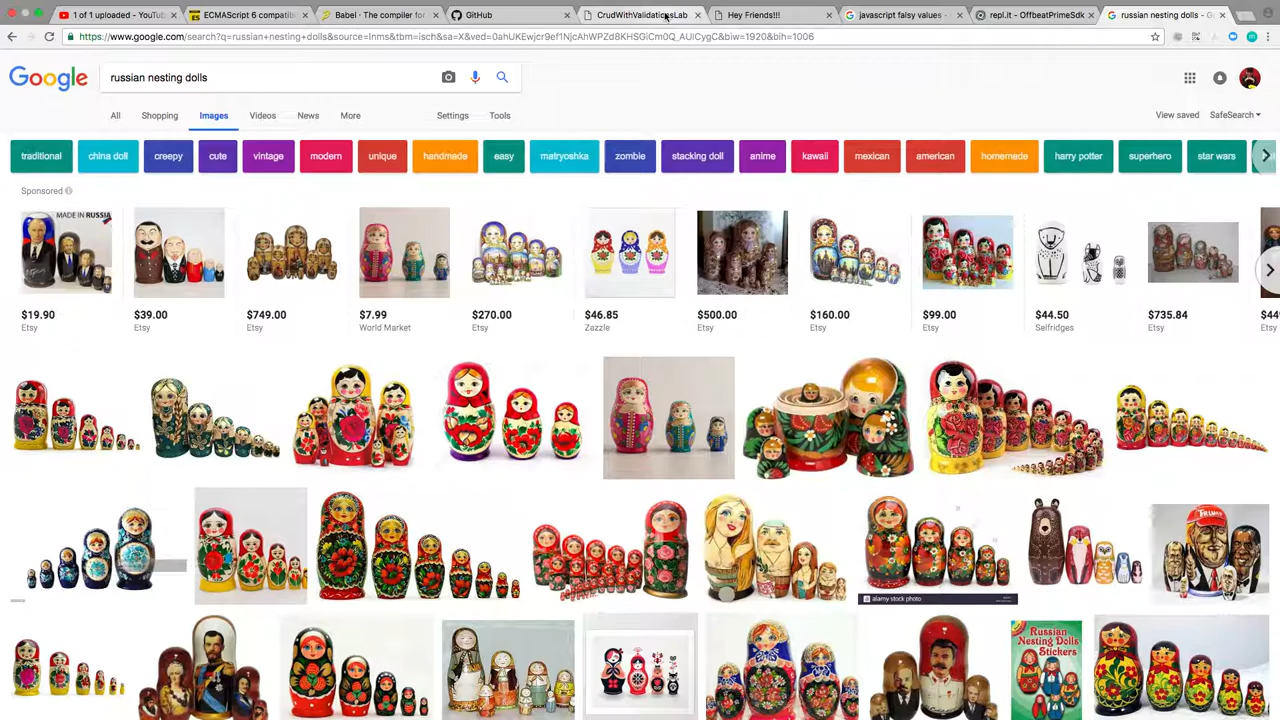 1 of 1 uploaded - YouTub
ECMAScript 6 compatibili
Babel · The compiler for
GitHub
CrudWithValidationsLab
Hey Friends!!!
javascript falsy values -
repl.it - OffbeatPrimeSdk
russian nesting dolls - G
https://www.google.com/search?q=russian+nesting+dolls&source=lnms&tbm=isch&sa=X&ved=0ahUKEwjcr9ef1NjcAhWPZd8KHSGiCm0Q_AUICygC&biw=1920&bih=1006
Google
russian nesting dolls
All
Shopping
Images
Videos
News
More
Settings
Tools
View saved
SafeSearch
traditional
china doll
creepy
cute
vintage
modern
unique
handmade
easy
matryoshka
zombie
stacking doll
anime
kawaii
mexican
american
homemade
harry potter
superhero
star wars
Sponsored
MADE IN RUSSIA
$19.90
$39.00
$749.00
$7.99
$270.00
$46.85
$500.00
$160.00
$99.00
$44.50
$735.84
$44
Etsy
Etsy
Etsy
World Market
Etsy
Zazzle
Etsy
Etsy
Etsy
Selfridges
Etsy
Ets
TRUMP
alamy stock photo
Russian
Nesting Dolls
Stickers